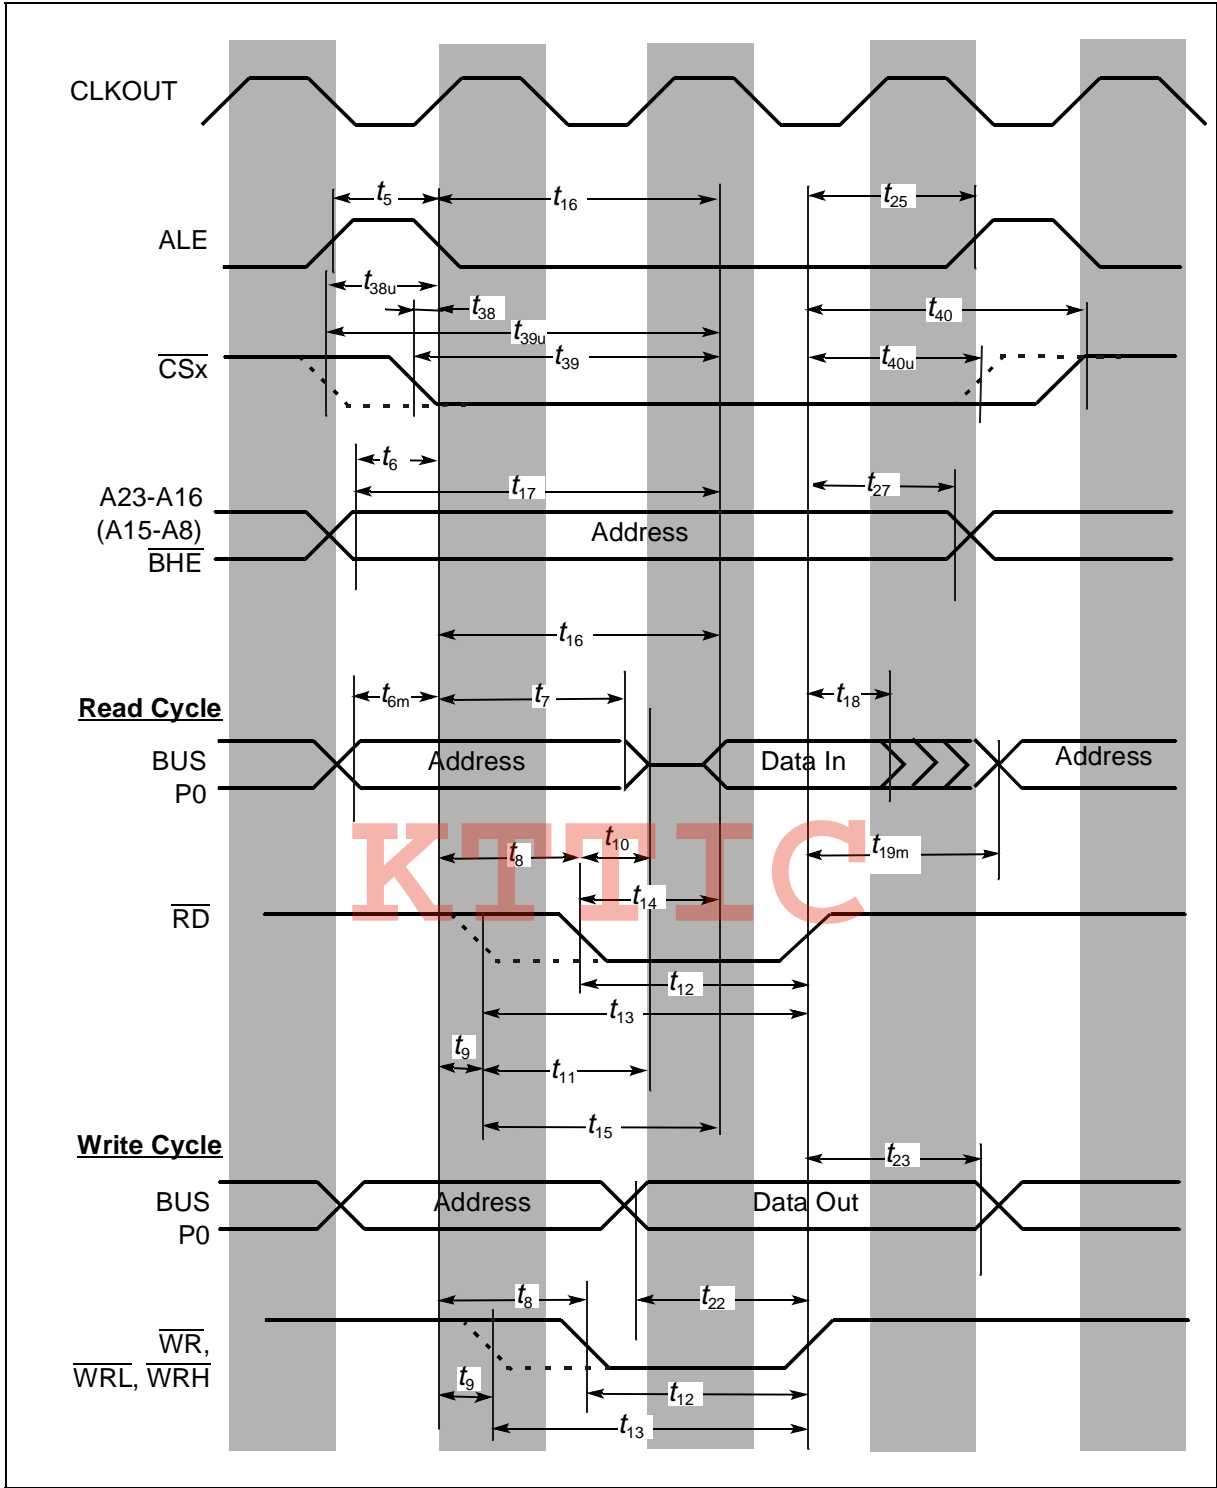 CLKOUT
t5
t16
t25
ALE
t38u
t38
t40
t39u
CSx
t39
t40u
t6
A23-A16
t17
t27
(A15-A8)
Address
BHE
t16
t6m
t7
t18
Read Cycle
BUS
Address
Data In
Address
P0
KTTIC
t8
t10
t19m
t14
RD
t12
t13
t9
t11
t15
Write Cycle
t23
BUS
Address
Data Out
P0
t8
t22
WR,
WRL, WRH
t9
t12
t13